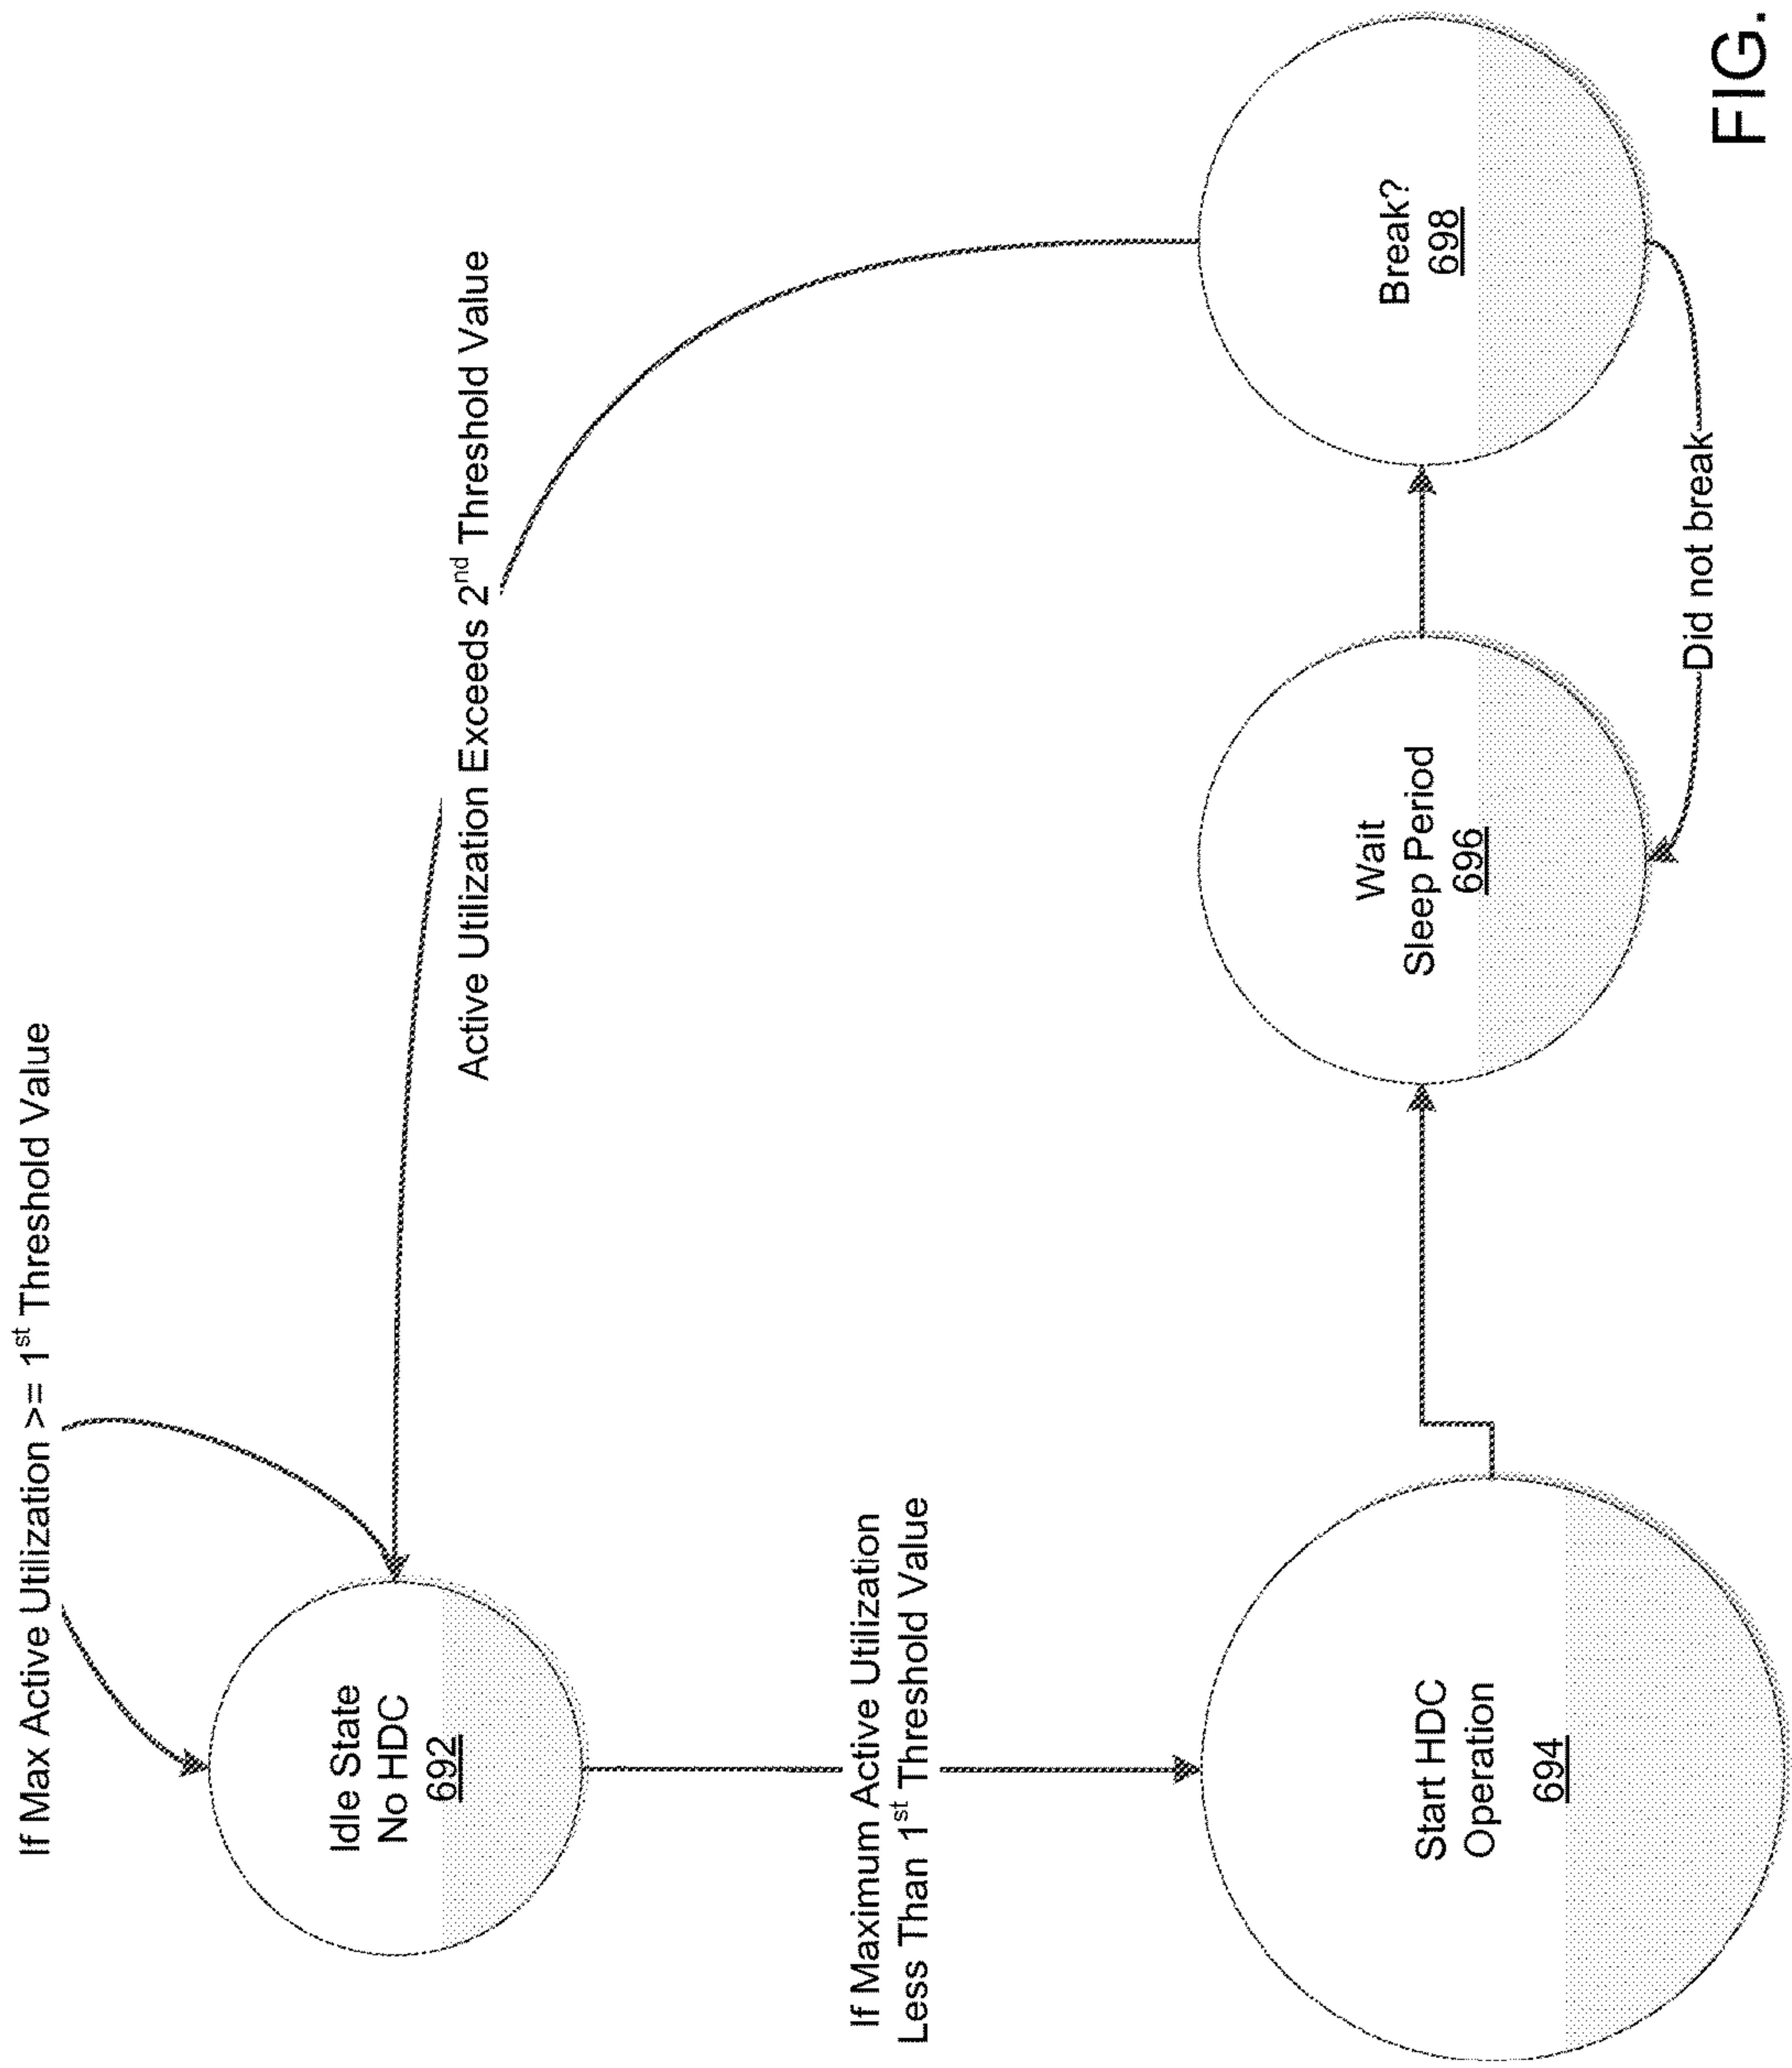 If Max Active Utilization >= 1st Threshold Value
Idle State
No HDC
692
Active Utilization Exceeds 2nd Threshold Value
If Maximum Active Utilization
Less Than 1st Threshold Value
Start HDC
Operation
694
Wait
Sleep Period
696
Break?
698
Did not break
FIG.